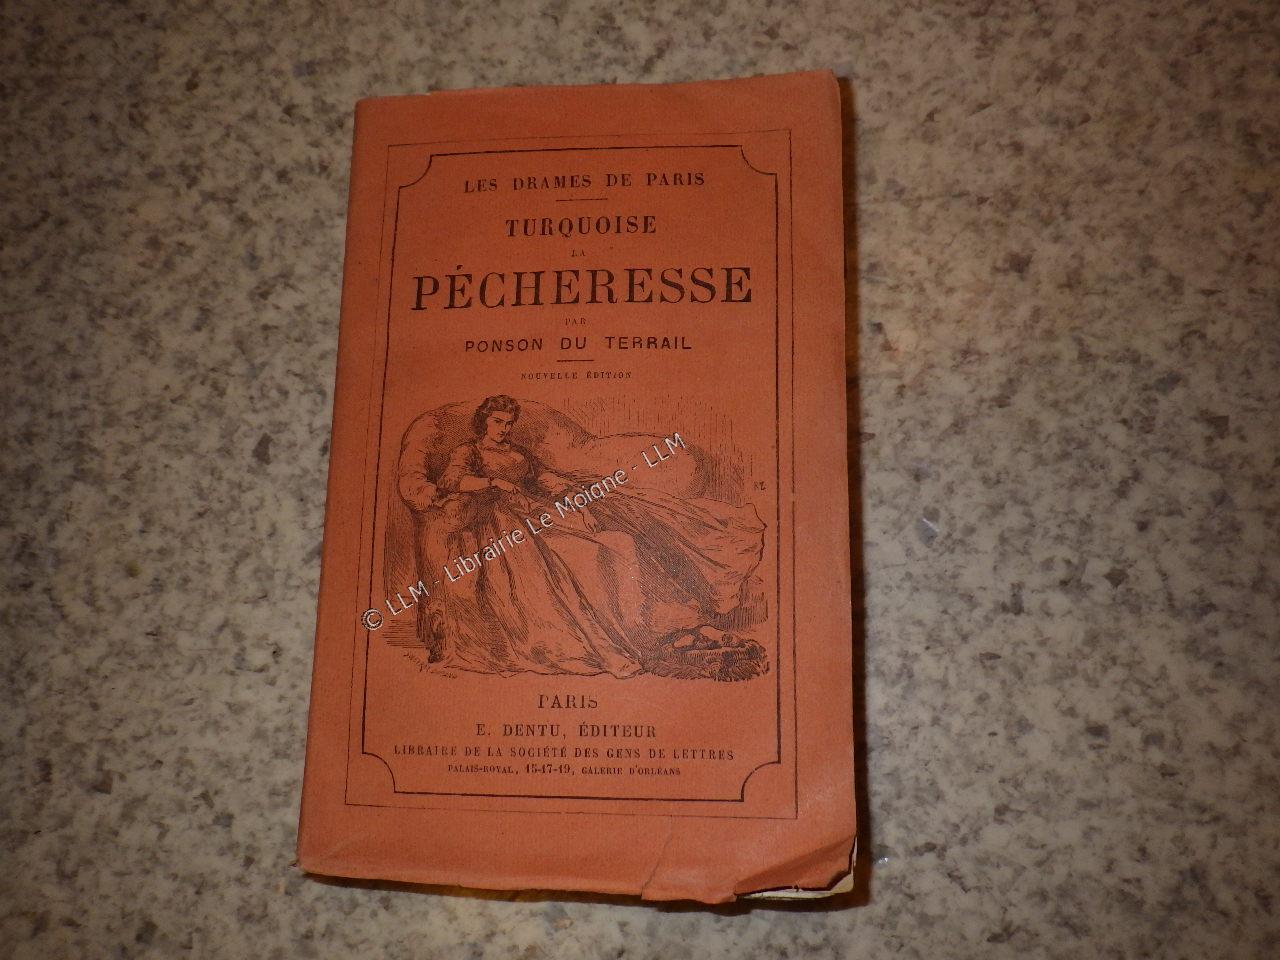 LES DRAMES DE PARIS
TURQUOISE
LA
PÉCHERESSE
PAR
PONSON DU TERRAIL
NOUVELLE ÉDITION
© LLM - Librairie Le Moigne - LLM
PARIS
E. DENTU, ÉDITEUR
LIBRAIRE DE LA SOCIÉTÉ DES GENS DE LETTRES
PALAIS-ROYAL, 15-17-19, GALERIE D'ORLÉANS